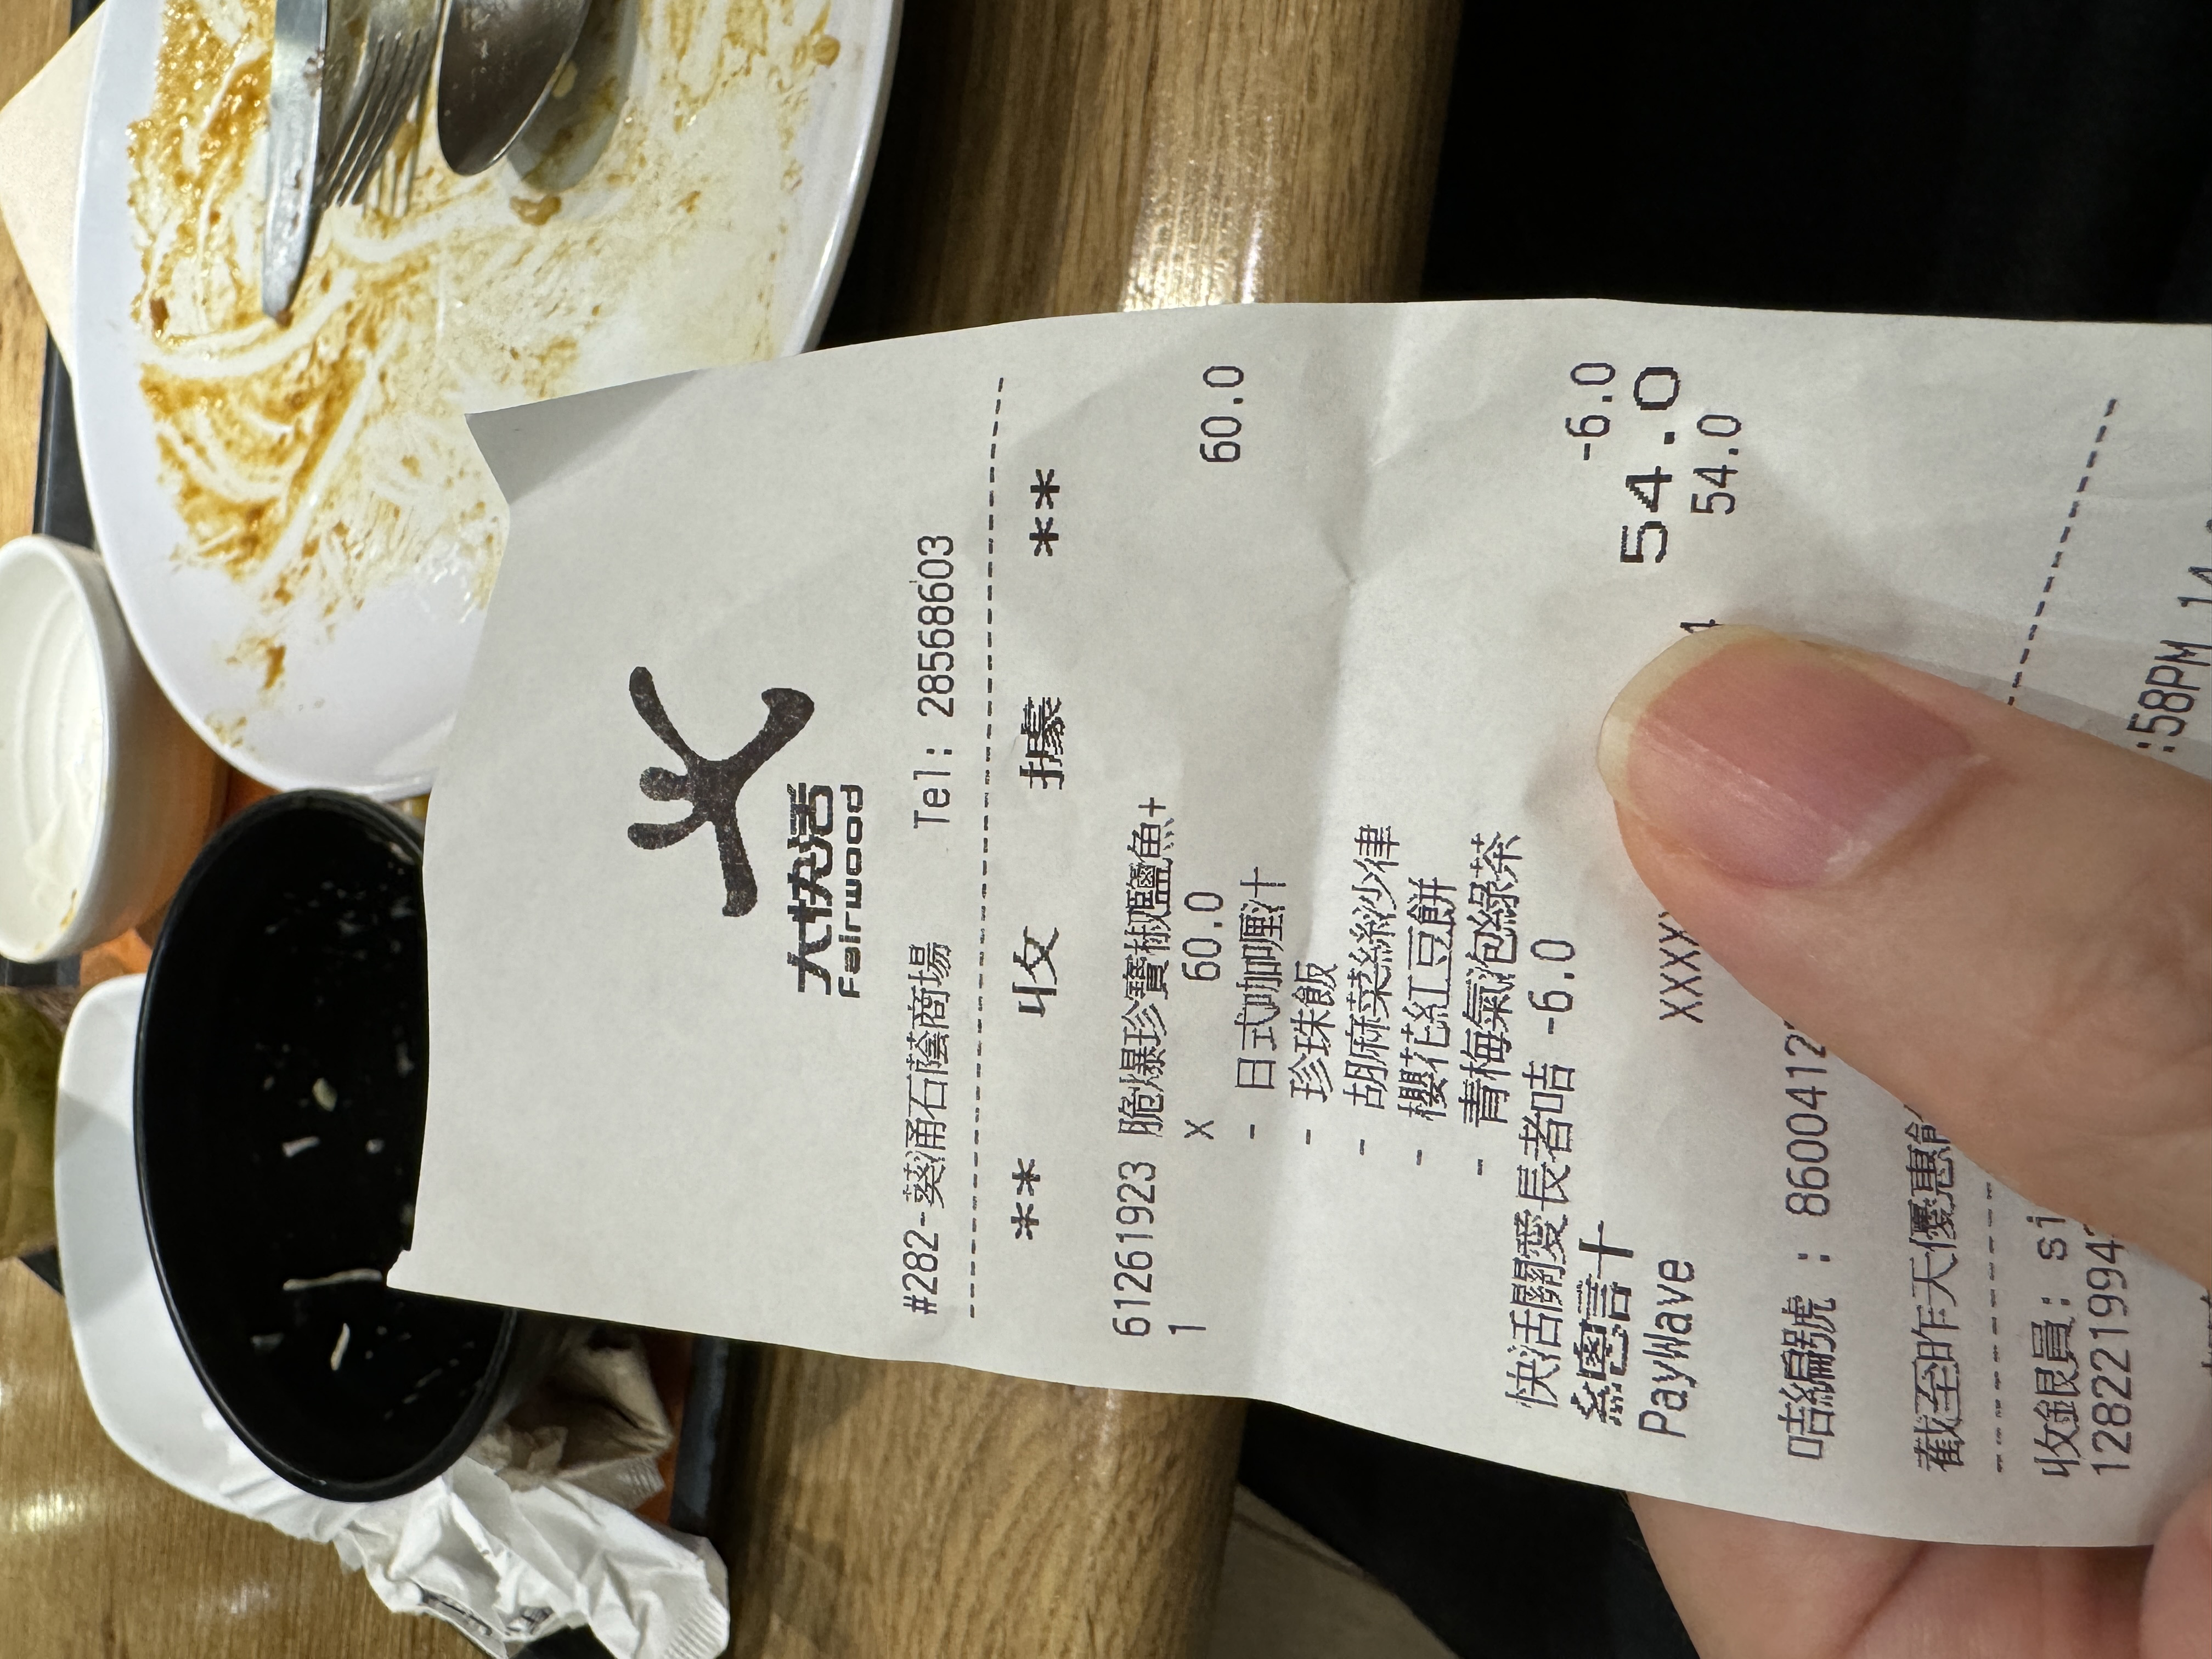 大快活
Fairwood
#282-葵涌石蔭商場 Tel: 28568603
** 收 據 **
61261923 脆爆珍寶椒鹽魚+
1 X 60.0 60.0
- 日式咖喱汁
- 珍珠飯
- 胡麻菜絲沙律
- 櫻花紅豆餅
- 青梅氣泡綠茶
快活關愛長者咭 -6.0 -6.0
總計 54.0
PayWave XXXX 54.0
咭編號 : 8600412
截至昨天優惠
收銀員: si
:58PM 14